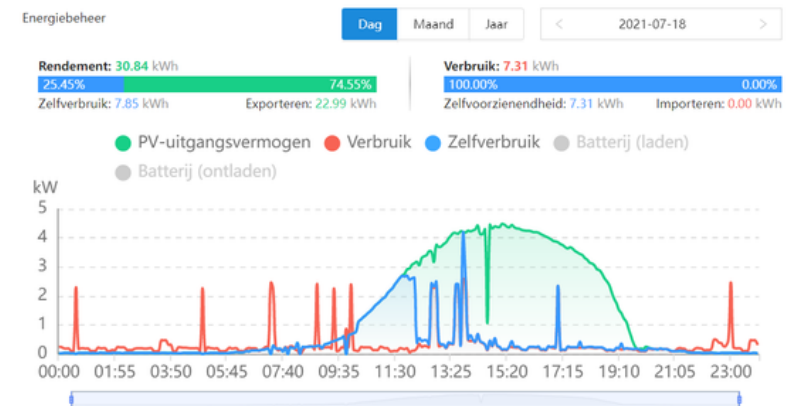 Energiebeheer Dag Maand Jaar < 2021-07-18 >
Rendement: 30.84 kWh Verbruik: 7.31 kWh
25.45% 74.55% 100.00% 0.00%
Zelfverbruik: 7.85 kWh Exporteren: 22.99 kWh Zelfvoorzienendheid: 7.31 kWh Importeren: 0.00 kWh
PV-uitgangsvermogen Verbruik Zelfverbruik Batterij (laden)
Batterij (ontladen)
kW
5
4
3
2
1
0
00:00 01:55 03:50 05:45 07:40 09:35 11:30 13:25 15:20 17:15 19:10 21:05 23:00